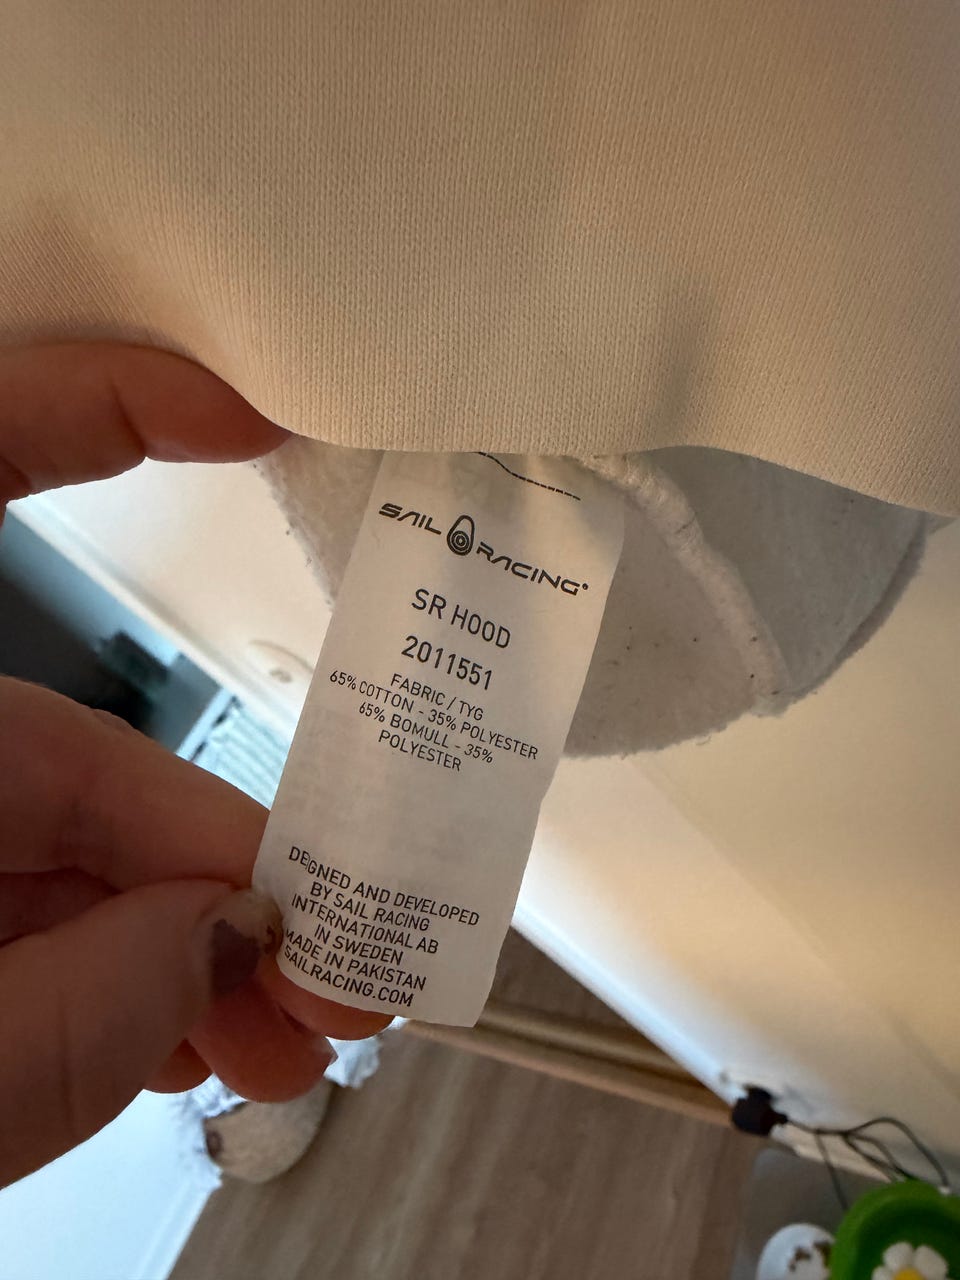 SAIL RACING®
SR HOOD
2011551
FABRIC / TYG
65% COTTON - 35% POLYESTER
65% BOMULL - 35%
POLYESTER
DEIGNED AND DEVELOPED
BY SAIL RACING
INTERNATIONAL AB
IN SWEDEN
MADE IN PAKISTAN
SAILRACING.COM